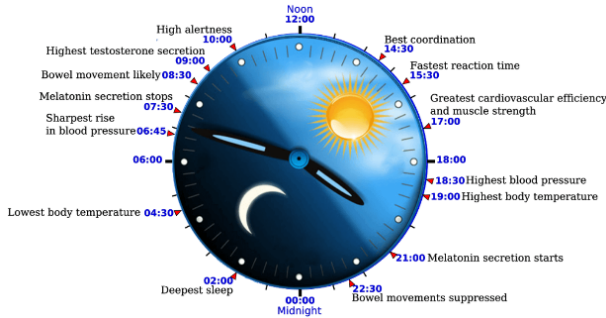 Noon
12:00
High alertness
10:00
Highest testosterone secretion
09:00
Bowel movement likely 08:30
Melatonin secretion stops
07:30
Sharpest rise
in blood pressure 06:45
06:00
Lowest body temperature 04:30
02:00
Deepest sleep
00:00
Midnight
Best coordination
14:30
Fastest reaction time
15:30
Greatest cardiovascular efficiency
and muscle strength
17:00
18:00
18:30 Highest blood pressure
19:00 Highest body temperature
21:00 Melatonin secretion starts
22:30
Bowel movements suppressed